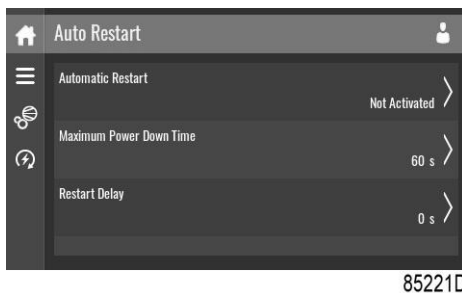 Auto Restart
Automatic Restart
Not Activated
Maximum Power Down Time
60 s
Restart Delay
0 s
85221D